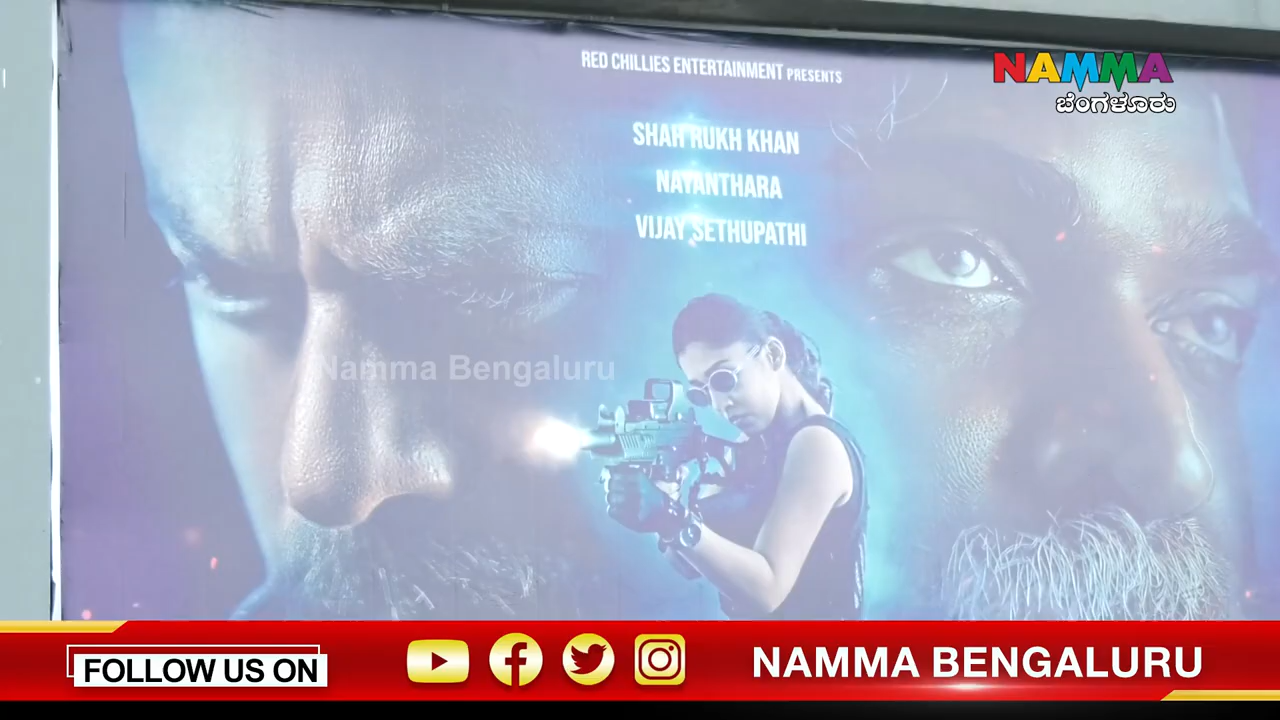 RED CHILLIES ENTERTAINMENT PRESENTS
NAMMA
ಬೆಂಗಳೂರು
SHAH RUKH KHAN
NAYANTHARA
VIJAY SETHUPATHI
Namma Bengaluru
FOLLOW US ON
NAMMA BENGALURU